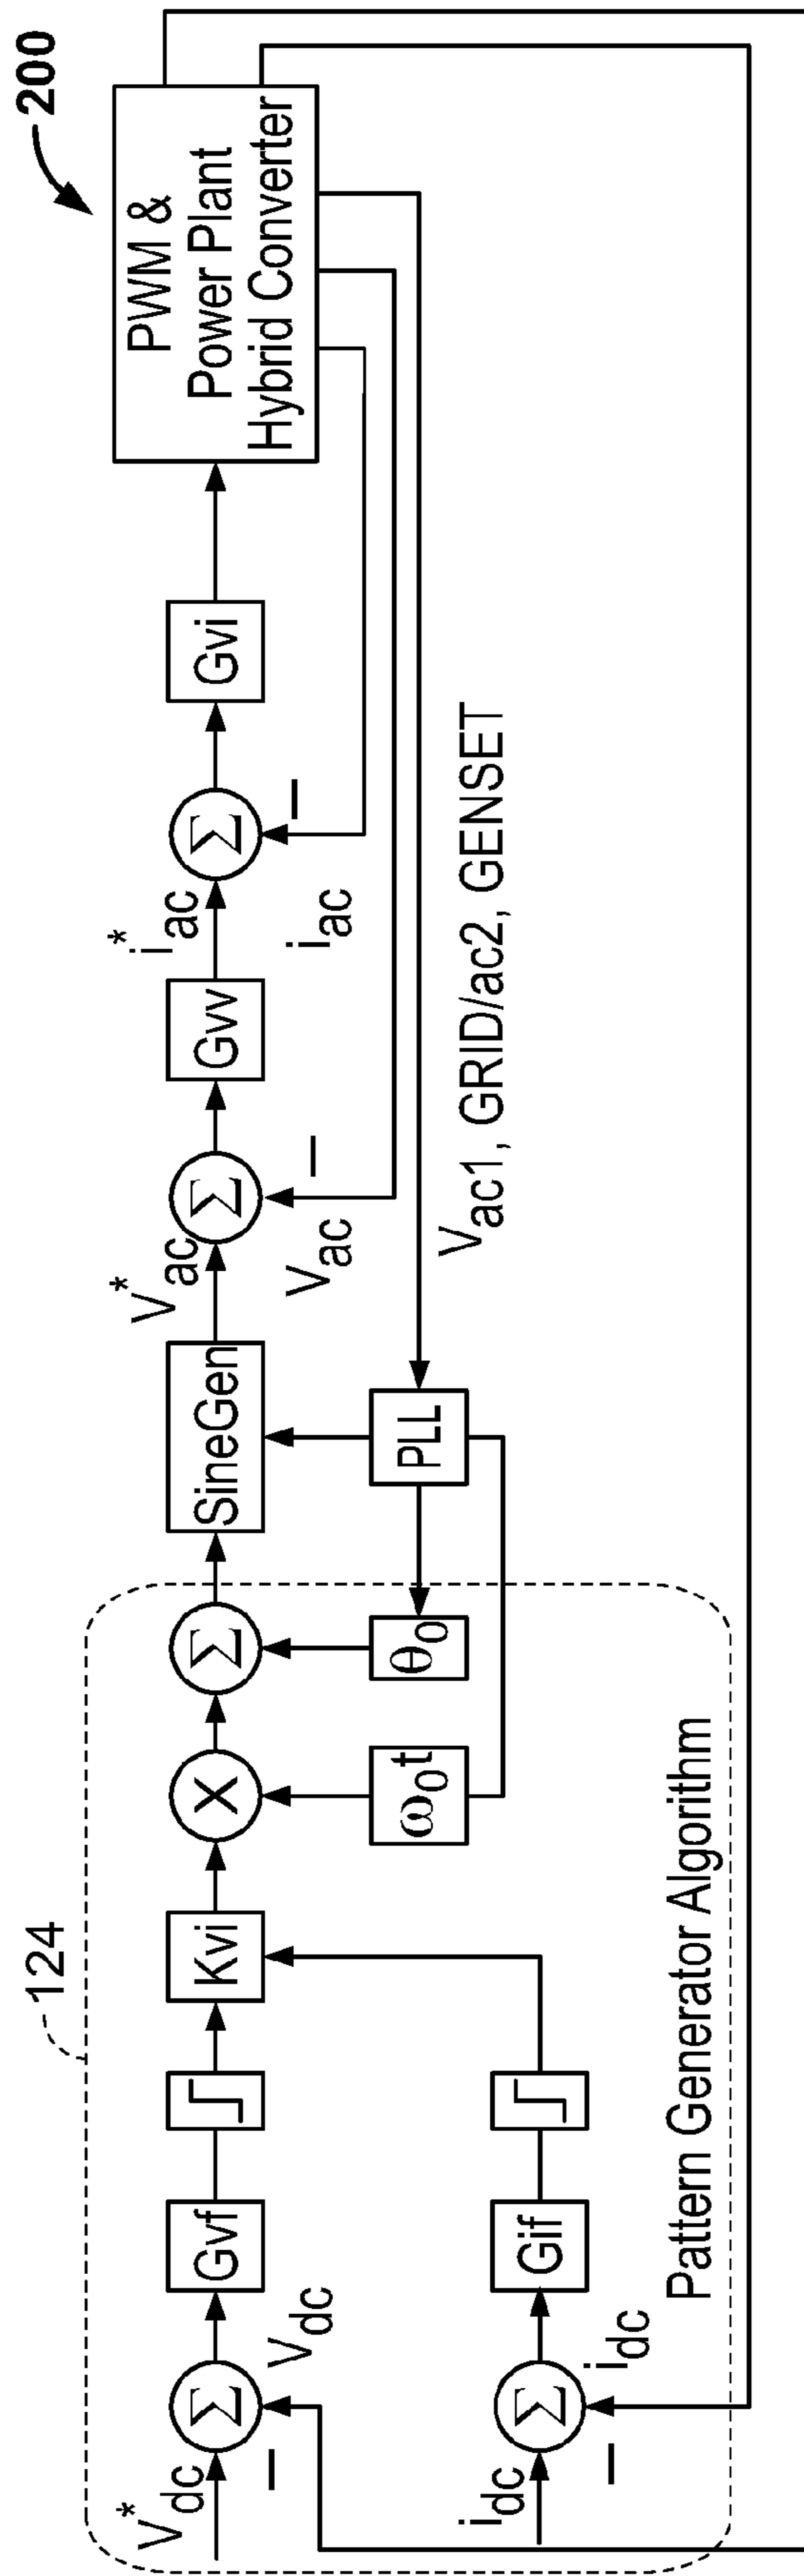 200
PWM &
Power Plant
Hybrid Converter
124
V*dc
Σ
Vdc
−
Gvf
Kvi
X
Σ
SineGen
V*ac
Σ
Vac
−
Gvv
i*ac
Σ
iac
−
Gvi
ω0t
θ0
PLL
Vac1, GRID/ac2, GENSET
idc
Σ
idc
−
Gif
Pattern Generator Algorithm